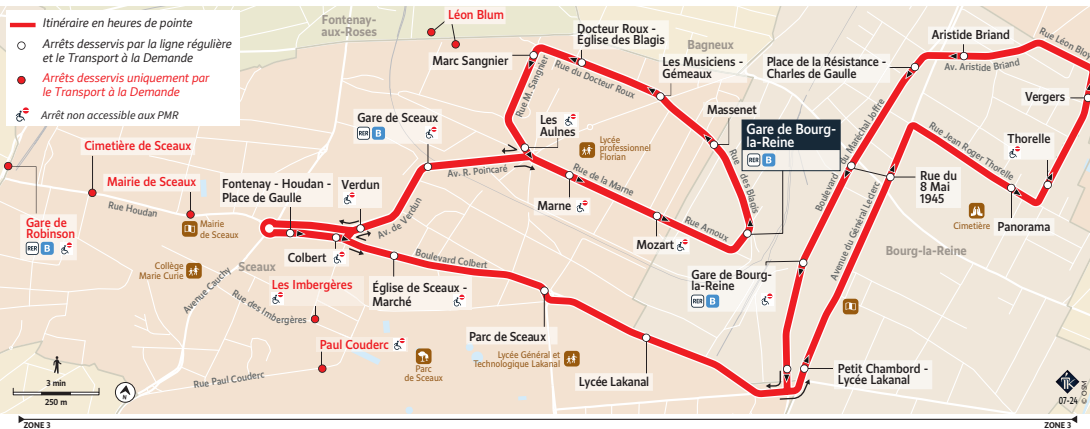 Itinéraire en heures de pointe
Arrêts desservis par la ligne régulière
et le Transport à la Demande
Arrêts desservis uniquement par
le Transport à la Demande
Arrêt non accessible aux PMR
Fontenay-
aux-Roses
Léon Blum
Marc Sangnier
Docteur Roux -
Église des Blagis
Bagneux
Les Musiciens -
Gémeaux
Place de la Résistance -
Charles de Gaulle
Aristide Briand
Rue Léon Bloy
Av. Aristide Briand
Vergers
Rue du Docteur Roux
Rue M. Sangnier
Massenet
Gare de Sceaux
RER B
Les
Aulnes
Lycée
professionnel
Florian
Gare de Bourg-
la-Reine
RER B
Boulevard du Maréchal Joffre
Rue Jean Roger Thorelle
Thorelle
Cimetière de Sceaux
Mairie de Sceaux
Fontenay - Houdan -
Place de Gaulle
Verdun
Av. R. Poincaré
Rue de la Marne
Rue des Blagis
Rue du
8 Mai
1945
Rue Houdan
Marne
Avenue du Général Leclerc
Cimetière
Panorama
Gare de
Robinson
RER B
Mairie
de Sceaux
Av. de Verdun
Rue Arnoux
Mozart
Bourg-la-Reine
Colbert
Boulevard Colbert
Collège
Marie Curie
Sceaux
Avenue Cauchy
Les Imbergères
Rue des Imbergères
Église de Sceaux -
Marché
Gare de Bourg-
la-Reine
RER B
Paul Couderc
Parc de Sceaux
Rue Paul Couderc
Parc
de Sceaux
Lycée Général et
Technologique Lakanal
Lycée Lakanal
Petit Chambord -
Lycée Lakanal
3 min
250 m
N
07-24
© OSM
ZONE 3
ZONE 3